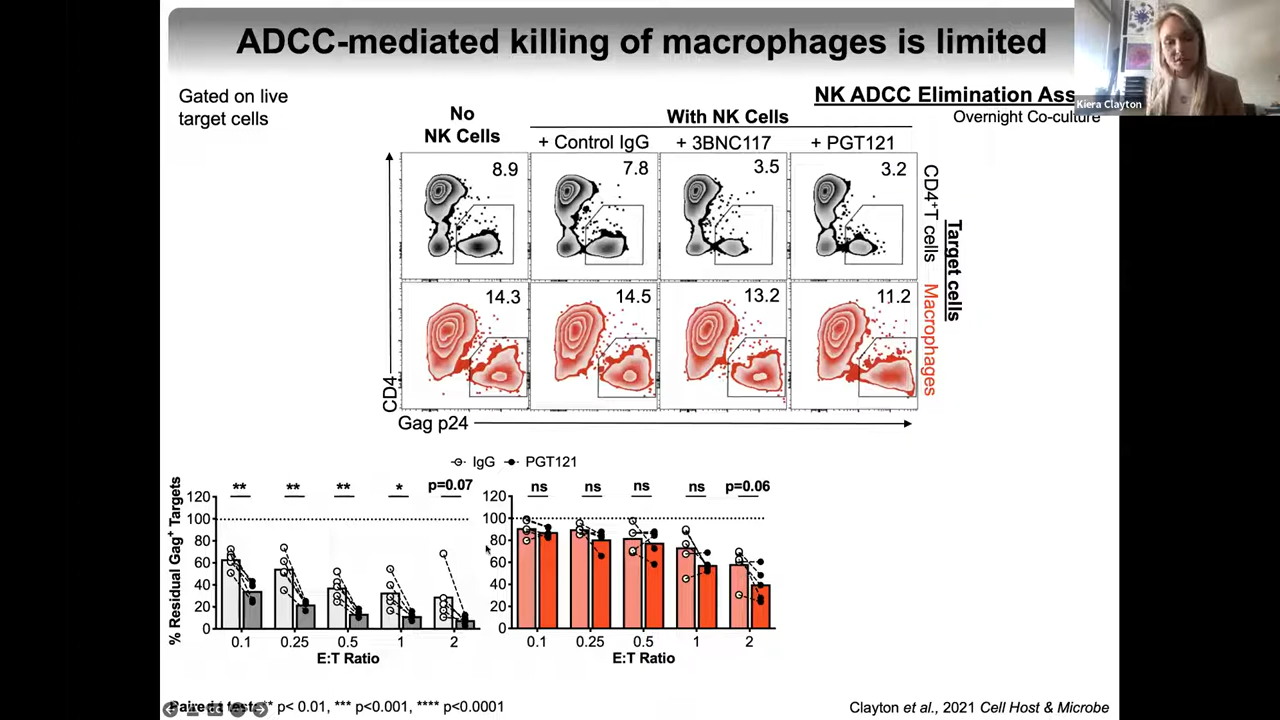 ADCC-mediated killing of macrophages is limited
Gated on live
target cells
NK ADCC Elimination Ass
Overnight Co-culture
Kiera Clayton
No
NK Cells
With NK Cells
+ Control IgG
+ 3BNC117
+ PGT121
8.9
7.8
3.5
3.2
14.3
14.5
13.2
11.2
CD4+T cells
Macrophages
Target cells
CD4
Gag p24
IgG
PGT121
% Residual Gag+ Targets
120
100
80
60
40
20
0
** ** ** * p=0.07
0.1 0.25 0.5 1 2
E:T Ratio
120
100
80
60
40
20
0
ns ns ns ns p=0.06
0.1 0.25 0.5 1 2
E:T Ratio
Paired t test, ** p< 0.01, *** p<0.001, **** p<0.0001
Clayton et al., 2021 Cell Host & Microbe